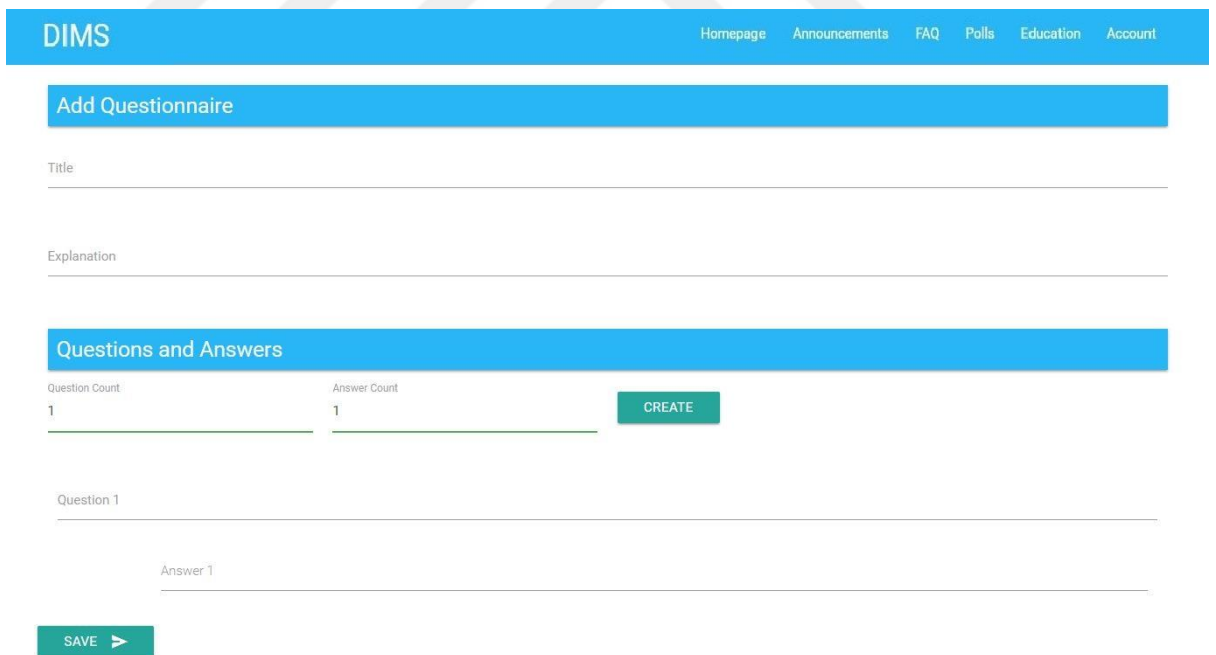 DIMS Homepage Announcements FAQ Polls Education Account
Add Questionnaire
Title
Explanation
Questions and Answers
Question Count Answer Count
1 1 CREATE
Question 1
Answer 1
SAVE